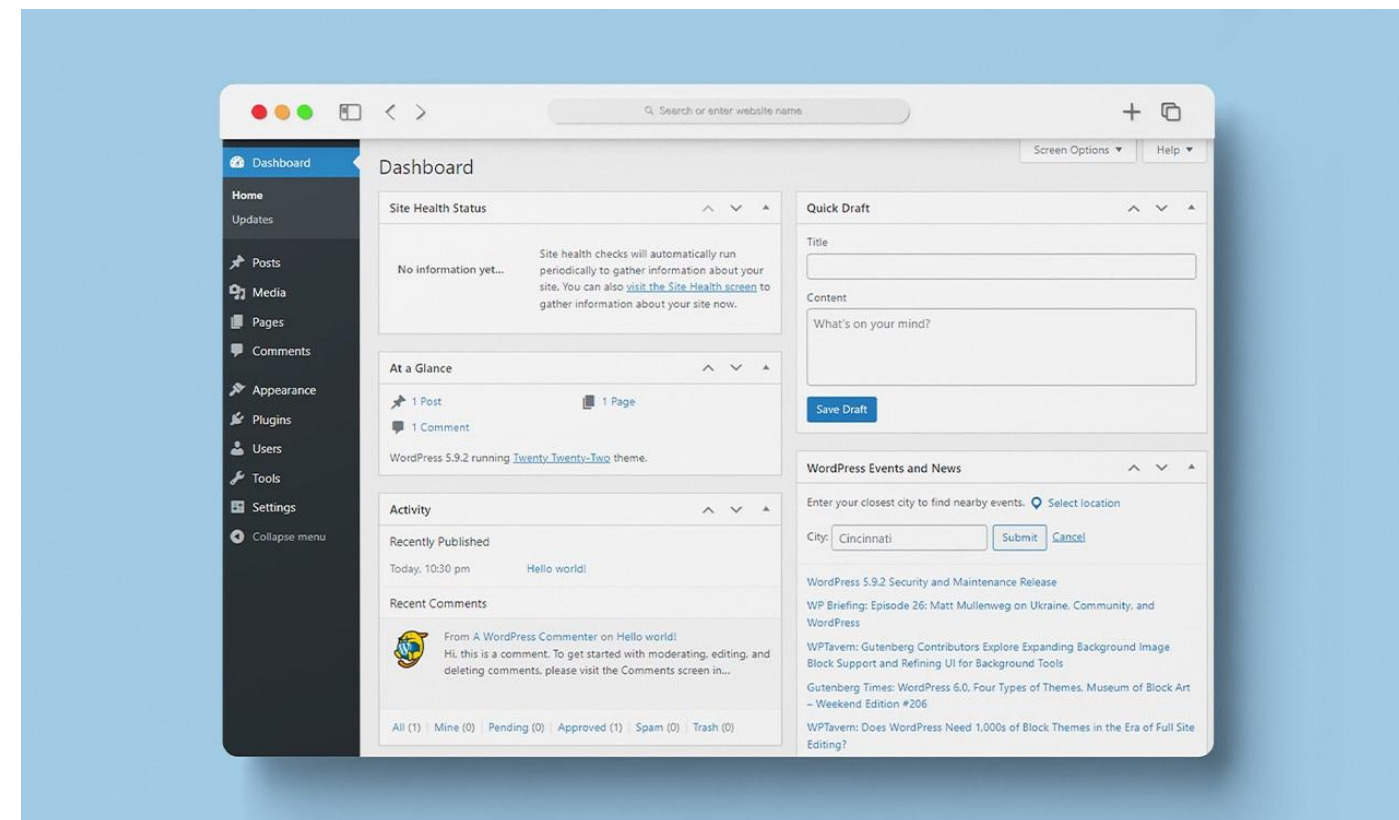 Search or enter website name
Dashboard
Home
Updates
Posts
Media
Pages
Comments
Appearance
Plugins
Users
Tools
Settings
Collapse menu
Screen Options
Help
Dashboard
Site Health Status
No information yet...
Site health checks will automatically run
periodically to gather information about your
site. You can also visit the Site Health screen to
gather information about your site now.
At a Glance
1 Post
1 Page
1 Comment
WordPress 5.9.2 running Twenty Twenty-Two theme.
Activity
Recently Published
Today, 10:30 pm Hello world!
Recent Comments
From A WordPress Commenter on Hello world!
Hi, this is a comment. To get started with moderating, editing, and
deleting comments, please visit the Comments screen in...
All (1) | Mine (0) | Pending (0) | Approved (1) | Spam (0) | Trash (0)
Quick Draft
Title
Content
What's on your mind?
Save Draft
WordPress Events and News
Enter your closest city to find nearby events. Select location
City: Cincinnati Submit Cancel
WordPress 5.9.2 Security and Maintenance Release
WP Briefing: Episode 26: Matt Mullenweg on Ukraine, Community, and
WordPress
WPTavern: Gutenberg Contributors Explore Expanding Background Image
Block Support and Refining UI for Background Tools
Gutenberg Times: WordPress 6.0, Four Types of Themes, Museum of Block Art
– Weekend Edition #206
WPTavern: Does WordPress Need 1,000s of Block Themes in the Era of Full Site
Editing?